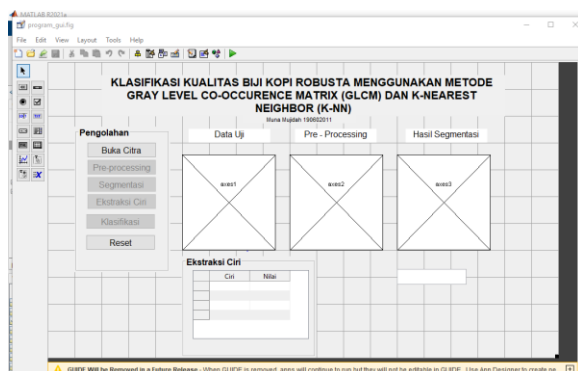 MATLAB R2021a
program_gui.fig
File Edit View Layout Tools Help
KLASIFIKASI KUALITAS BIJI KOPI ROBUSTA MENGGUNAKAN METODE
GRAY LEVEL CO-OCCURENCE MATRIX (GLCM) DAN K-NEAREST
NEIGHBOR (K-NN)
Muna Mujidah 190602011
Pengolahan
Data Uji
Pre - Processing
Hasil Segmentasi
Buka Citra
Pre-processing
Segmentasi
Ekstraksi Ciri
Klasifikasi
Reset
axes1
axes2
axes3
Ekstraksi Ciri
Ciri Nilai
GUIDE Will be Removed in a Future Release - When GUIDE is removed, apps will continue to run but they will not be editable in GUIDE. Use App Designer to create ne